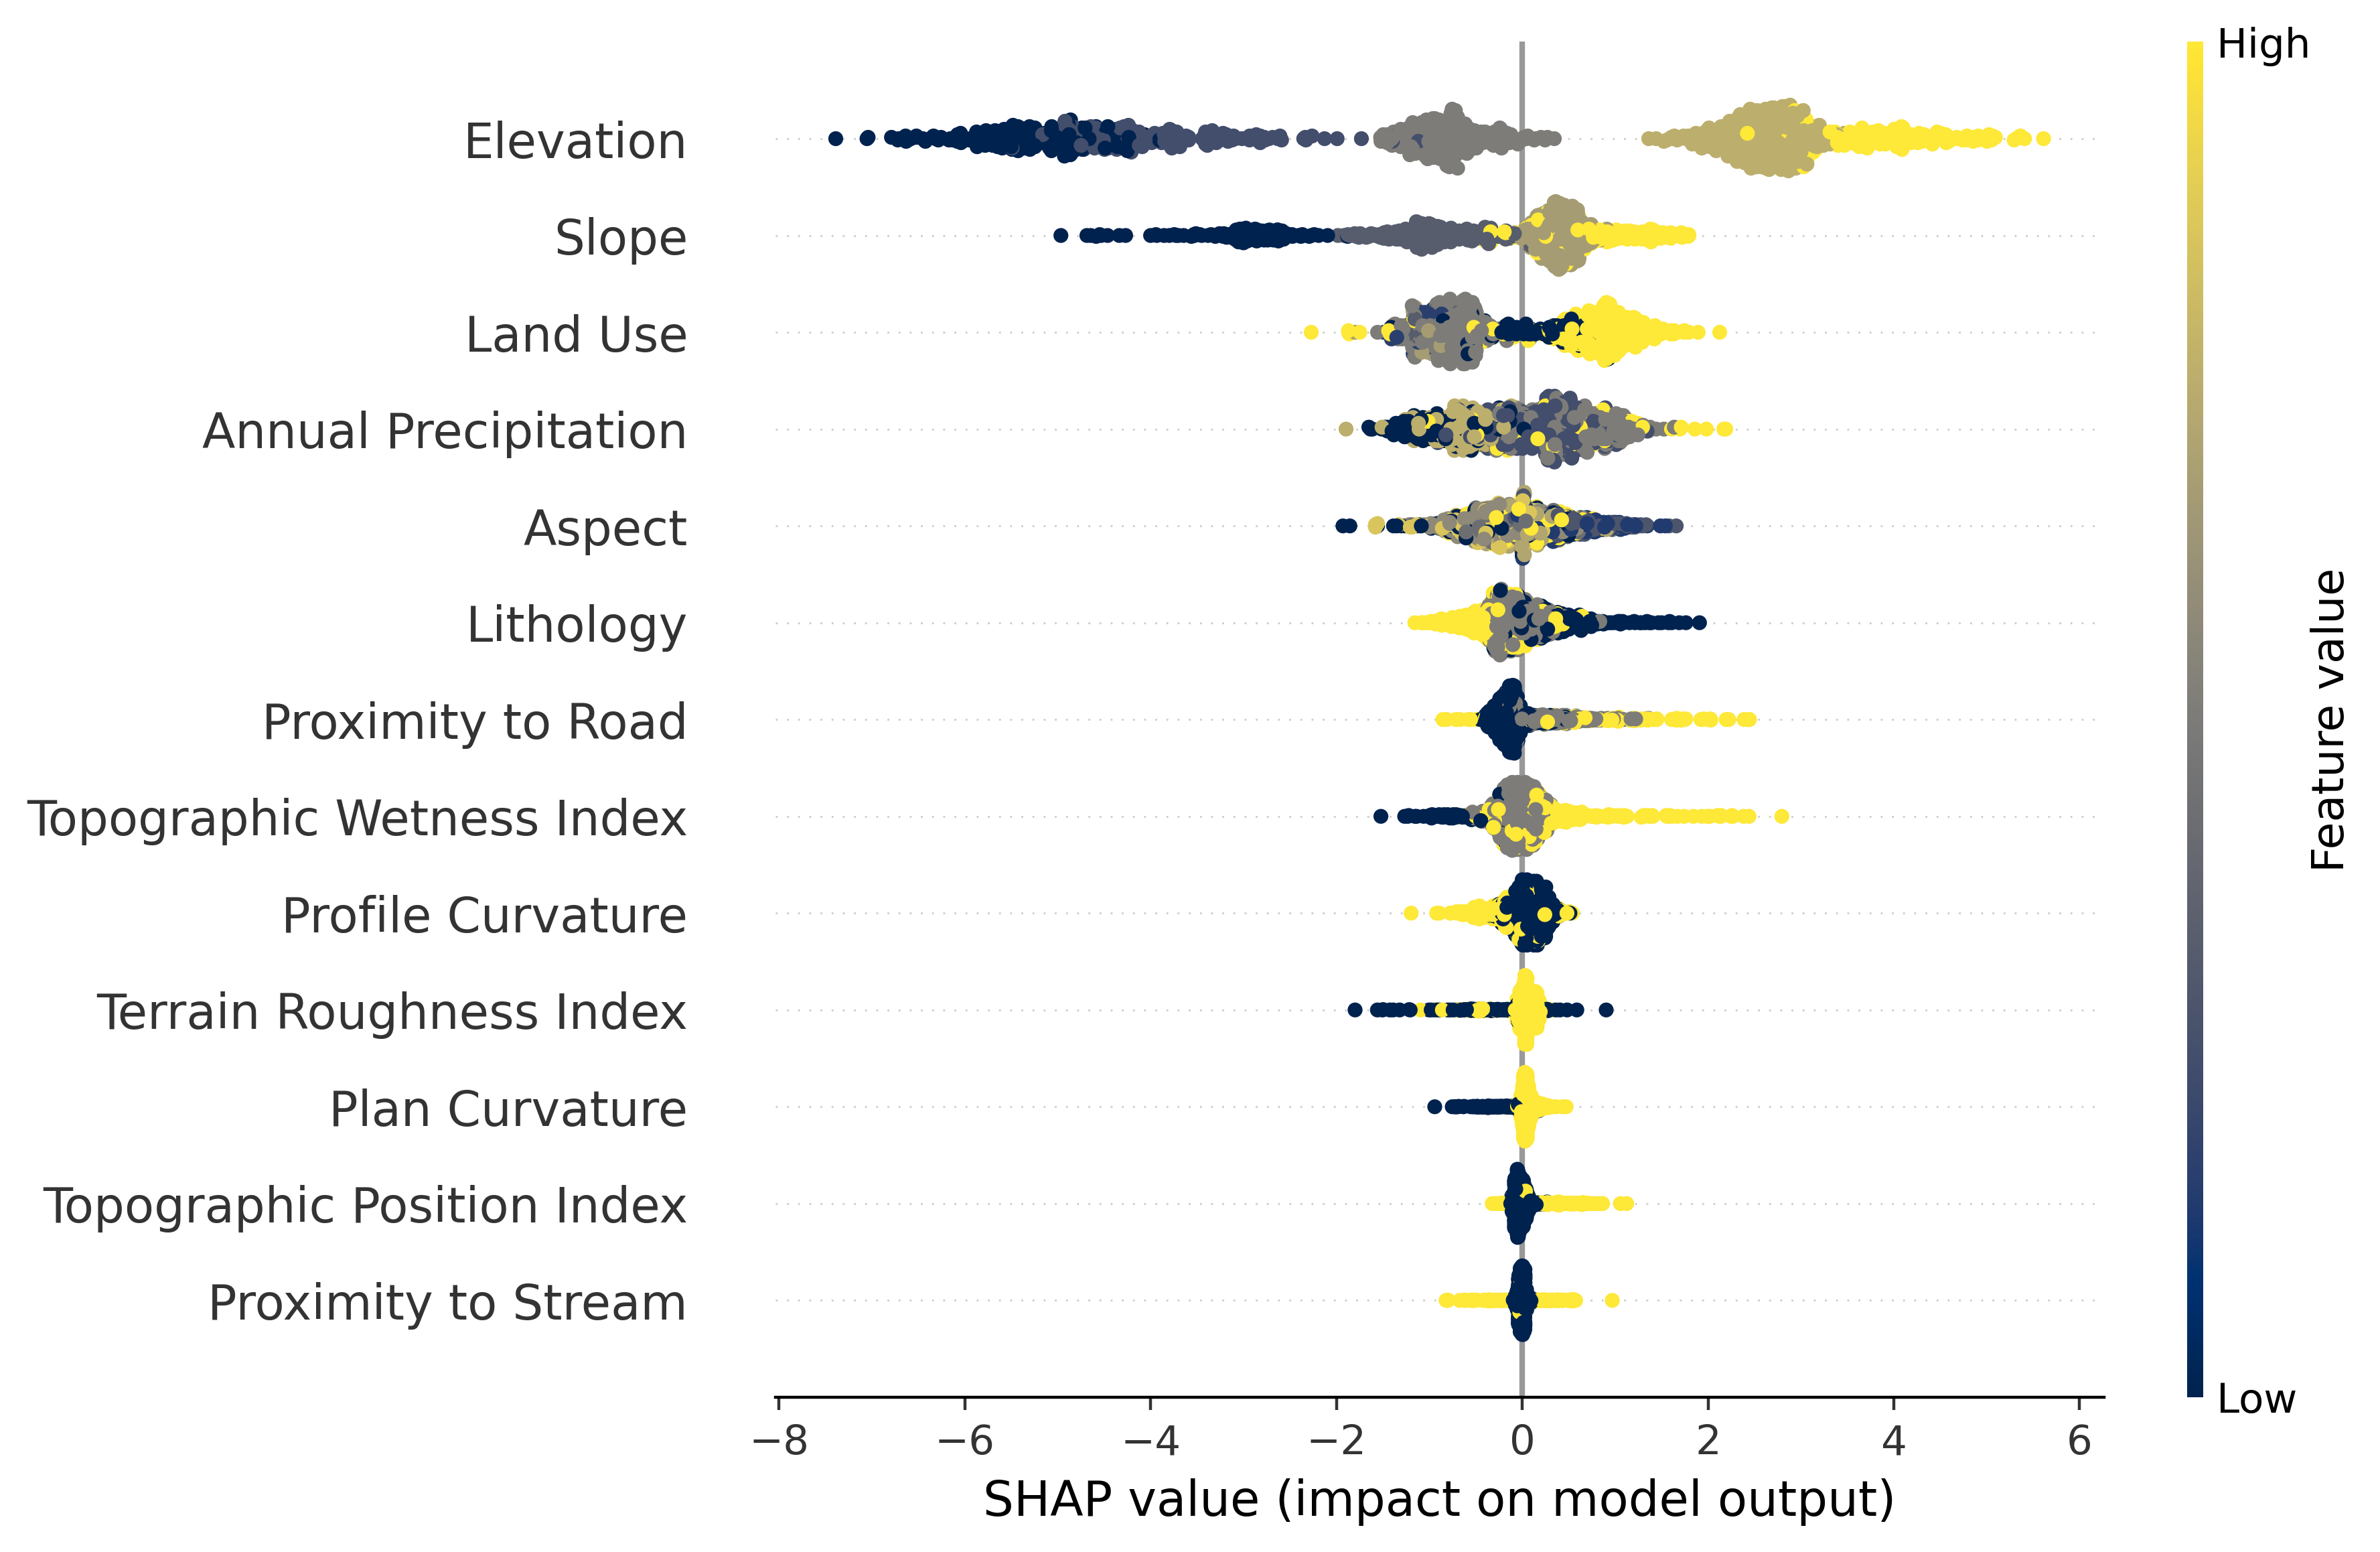 High
Elevation
Slope
Land Use
Annual Precipitation
Aspect
Lithology
Proximity to Road
Topographic Wetness Index
Profile Curvature
Terrain Roughness Index
Plan Curvature
Topographic Position Index
Proximity to Stream
Feature value
Low
−8 −6 −4 −2 0 2 4 6
SHAP value (impact on model output)